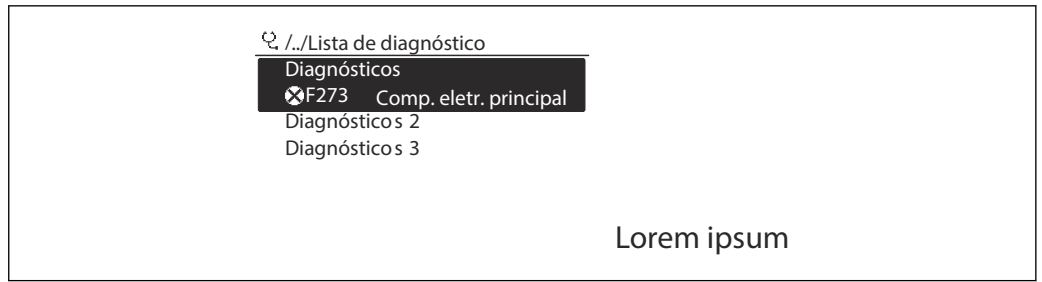 /../Lista de diagnóstico
Diagnósticos
F273 Comp. eletr. principal
Diagnósticos 2
Diagnósticos 3
Lorem ipsum